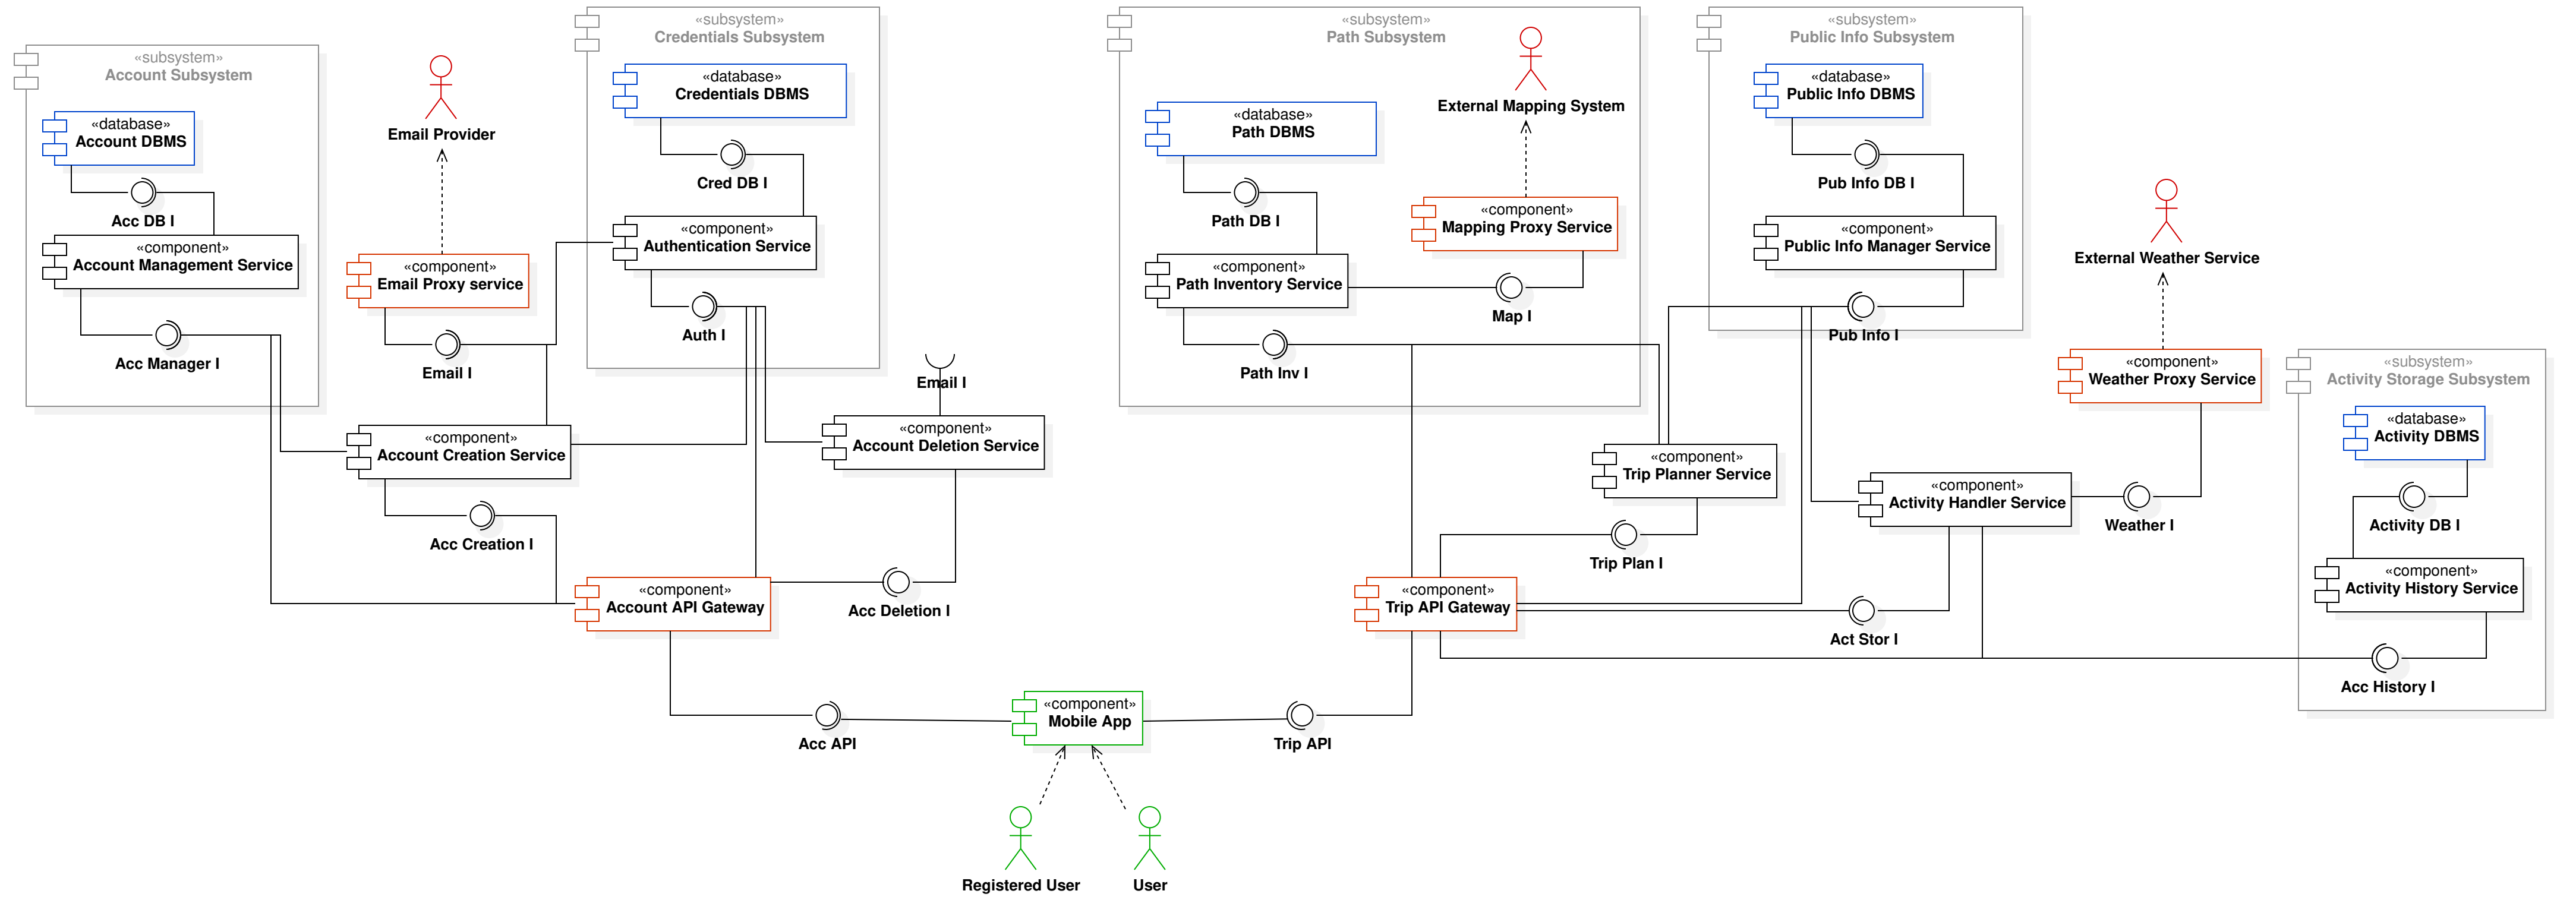 «subsystem»
Account Subsystem
«database»
Account DBMS
Acc DB I
«component»
Account Management Service
Acc Manager I
Email Provider
«component»
Email Proxy service
Email I
«subsystem»
Credentials Subsystem
«database»
Credentials DBMS
Cred DB I
«component»
Authentication Service
Auth I
«component»
Account Creation Service
Acc Creation I
Email I
«component»
Account Deletion Service
Acc Deletion I
«component»
Account API Gateway
Acc API
«component»
Mobile App
Trip API
Registered User
User
«subsystem»
Path Subsystem
«database»
Path DBMS
Path DB I
«component»
Path Inventory Service
Path Inv I
External Mapping System
«component»
Mapping Proxy Service
Map I
«subsystem»
Public Info Subsystem
«database»
Public Info DBMS
Pub Info DB I
«component»
Public Info Manager Service
Pub Info I
«component»
Trip Planner Service
Trip Plan I
«component»
Trip API Gateway
«component»
Activity Handler Service
Act Stor I
External Weather Service
«component»
Weather Proxy Service
Weather I
«subsystem»
Activity Storage Subsystem
«database»
Activity DBMS
Activity DB I
«component»
Activity History Service
Acc History I